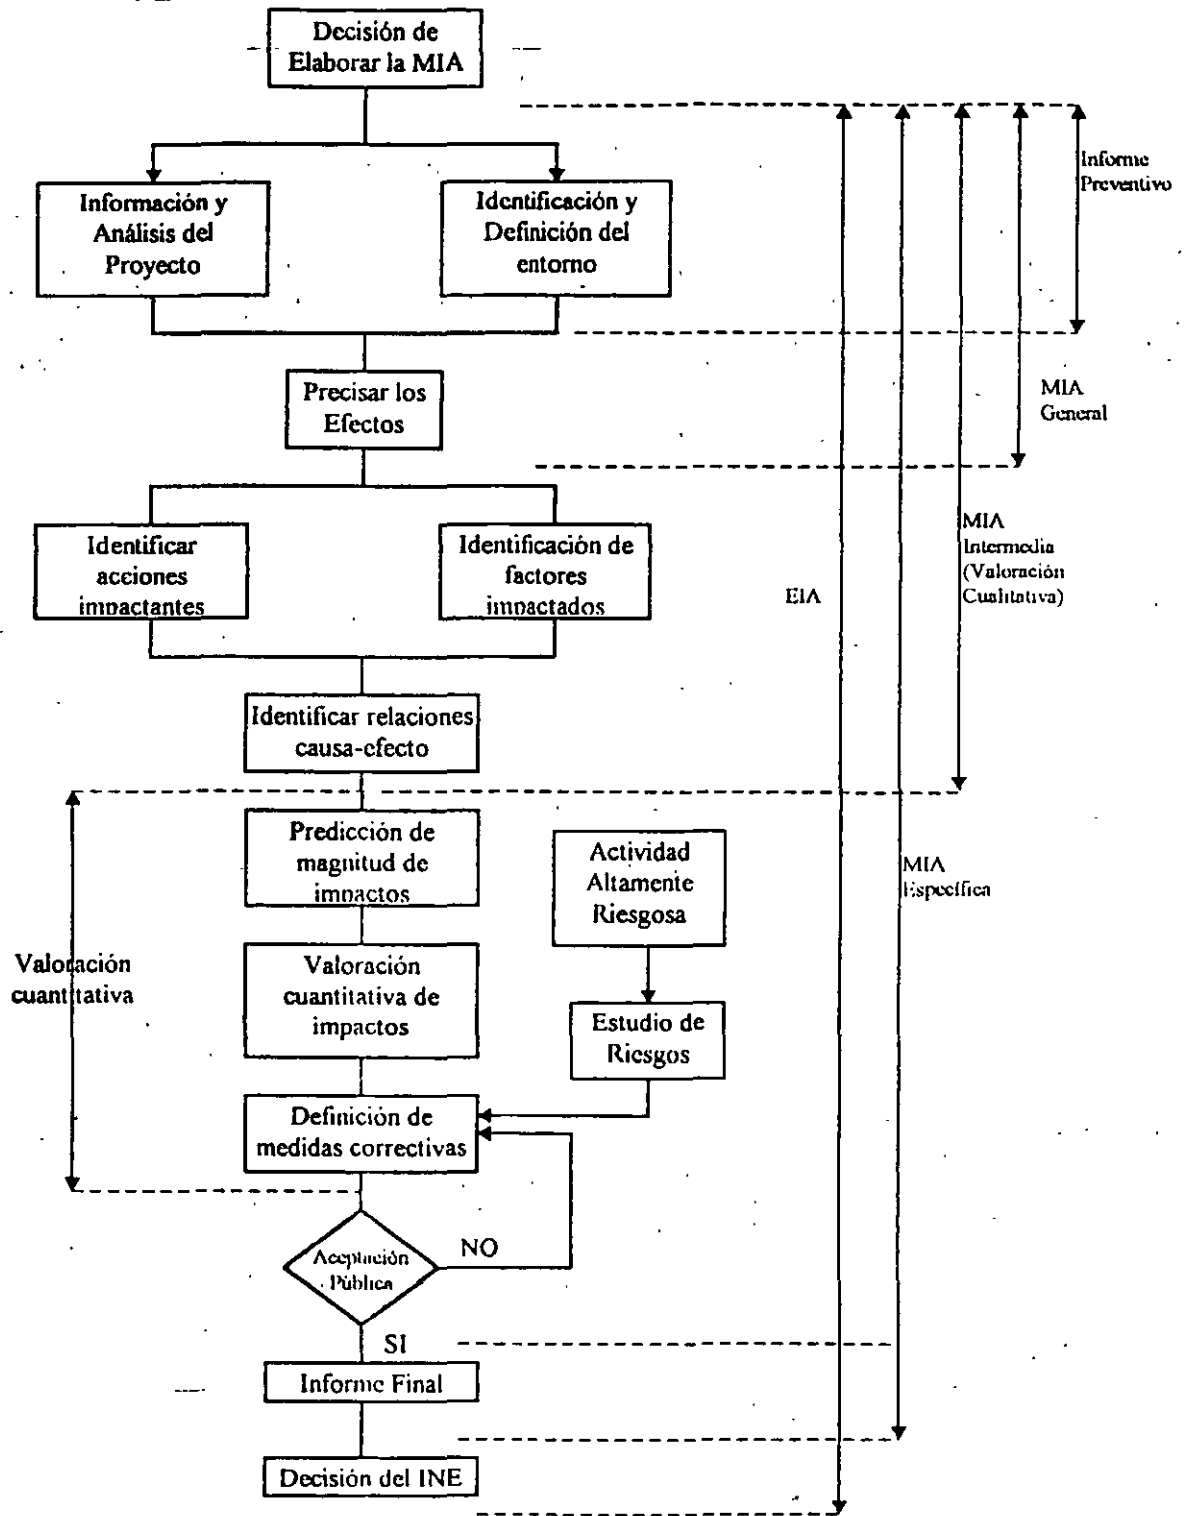 Decisión de
Elaborar la MIA
Informe
Preventivo
Información y
Análisis del
Proyecto
Identificación y
Definición del
entorno
Precisar los
Efectos
MIA
General
Identificar
acciones
impactantes
Identificación de
factores
impactados
EIA
MIA
Intermedia
(Valoración
Cualitativa)
Identificar relaciones
causa-efecto
Predicción de
magnitud de
impactos
Actividad
Altamente
Riesgosa
MIA
Específica
Valoración
cuantitativa
Valoración
cuantitativa de
impactos
Estudio de
Riesgos
Definición de
medidas correctivas
Aceptación
Pública
NO
SI
Informe Final
Decisión del INE